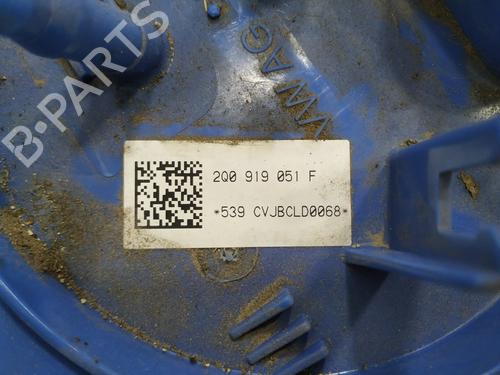 B-PARTS
VWAG
2Q0 919 051 F
*539 CVJBCLD0068*